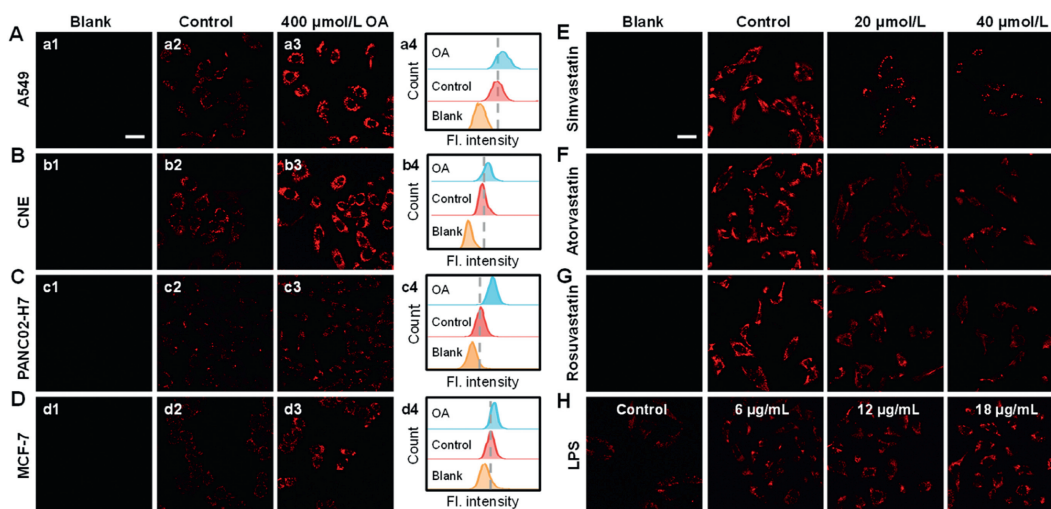 Blank Control 400 μmol/L OA
A a1 a2 a3 a4
A549
OA
Control
Blank
Count
Fl. intensity
B b1 b2 b3 b4
CNE
OA
Control
Blank
Count
Fl. intensity
C c1 c2 c3 c4
PANC02-H7
OA
Control
Blank
Count
Fl. intensity
D d1 d2 d3 d4
MCF-7
OA
Control
Blank
Count
Fl. intensity
Blank Control 20 μmol/L 40 μmol/L
E
Simvastatin
F
Atorvastatin
G
Rosuvastatin
H Control 6 μg/mL 12 μg/mL 18 μg/mL
LPS